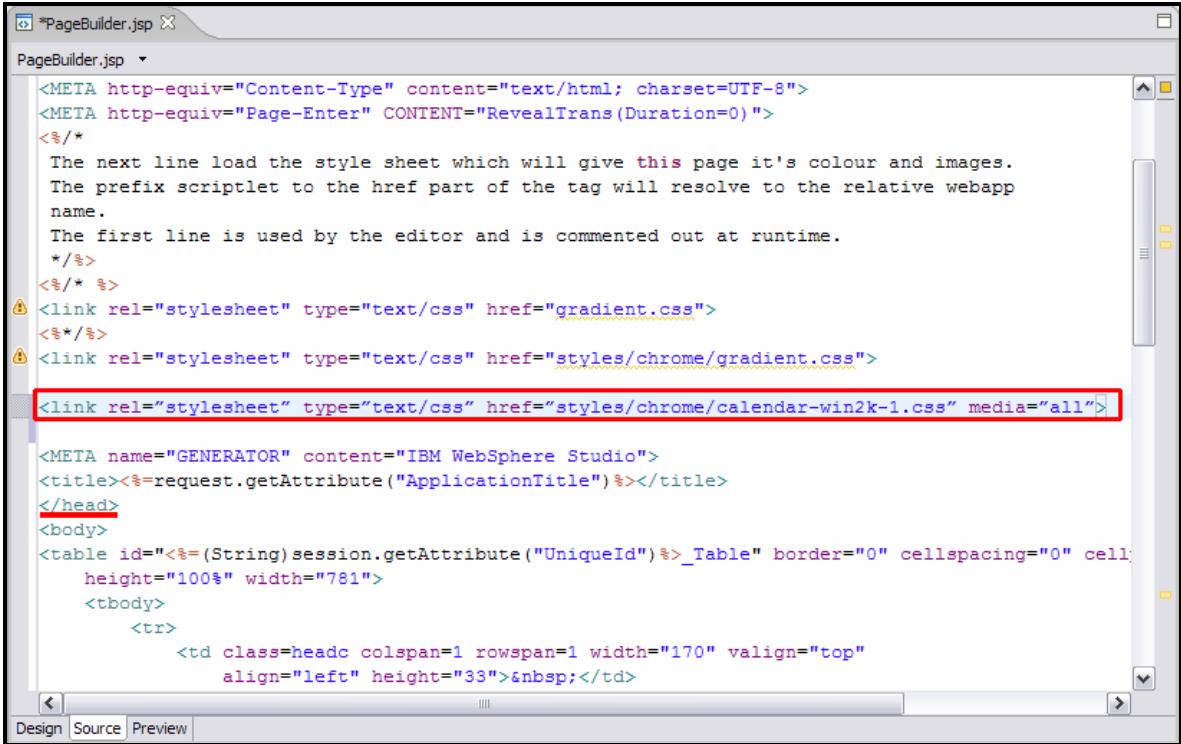 *PageBuilder.jsp
PageBuilder.jsp
<META http-equiv="Content-Type" content="text/html; charset=UTF-8">
<META http-equiv="Page-Enter" CONTENT="RevealTrans(Duration=0)">
<%/*
The next line load the style sheet which will give this page it's colour and images.
The prefix scriptlet to the href part of the tag will resolve to the relative webapp
name.
The first line is used by the editor and is commented out at runtime.
*/%>
<%/* %>
<link rel="stylesheet" type="text/css" href="gradient.css">
<%*/%>
<link rel="stylesheet" type="text/css" href="styles/chrome/gradient.css">
<link rel=”stylesheet” type=”text/css” href=”styles/chrome/calendar-win2k-1.css” media=”all”>
<META name="GENERATOR" content="IBM WebSphere Studio">
<title><%=request.getAttribute("ApplicationTitle")%></title>
</head>
<body>
<table id="<%=(String)session.getAttribute("UniqueId")%>_Table" border="0" cellspacing="0" cell
height="100%" width="781">
<tbody>
<tr>
<td class=headc colspan=1 rowspan=1 width="170" valign="top"
align="left" height="33">&nbsp;</td>
Design Source Preview